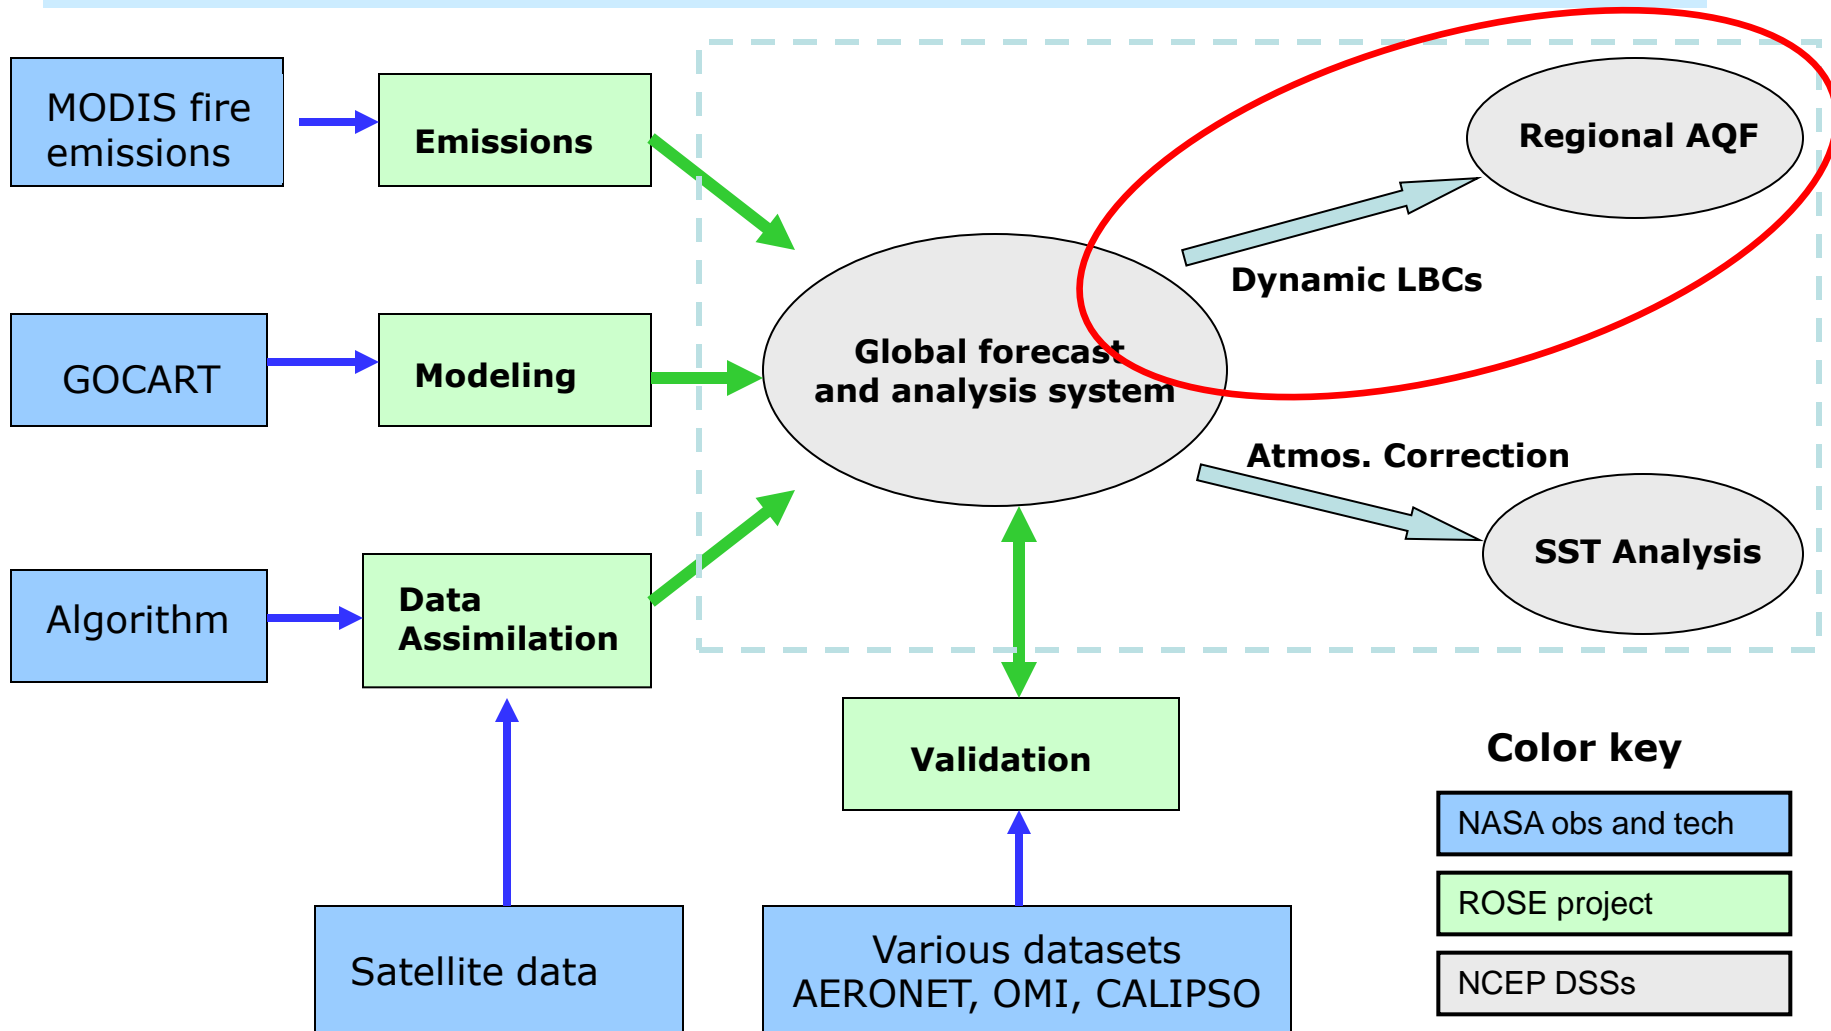 MODIS fire
emissions
Emissions
Regional AQF
Dynamic LBCs
GOCART
Modeling
Global forecast
and analysis system
Atmos. Correction
SST Analysis
Algorithm
Data
Assimilation
Validation
Satellite data
Various datasets
AERONET, OMI, CALIPSO
Color key
NASA obs and tech
ROSE project
NCEP DSSs